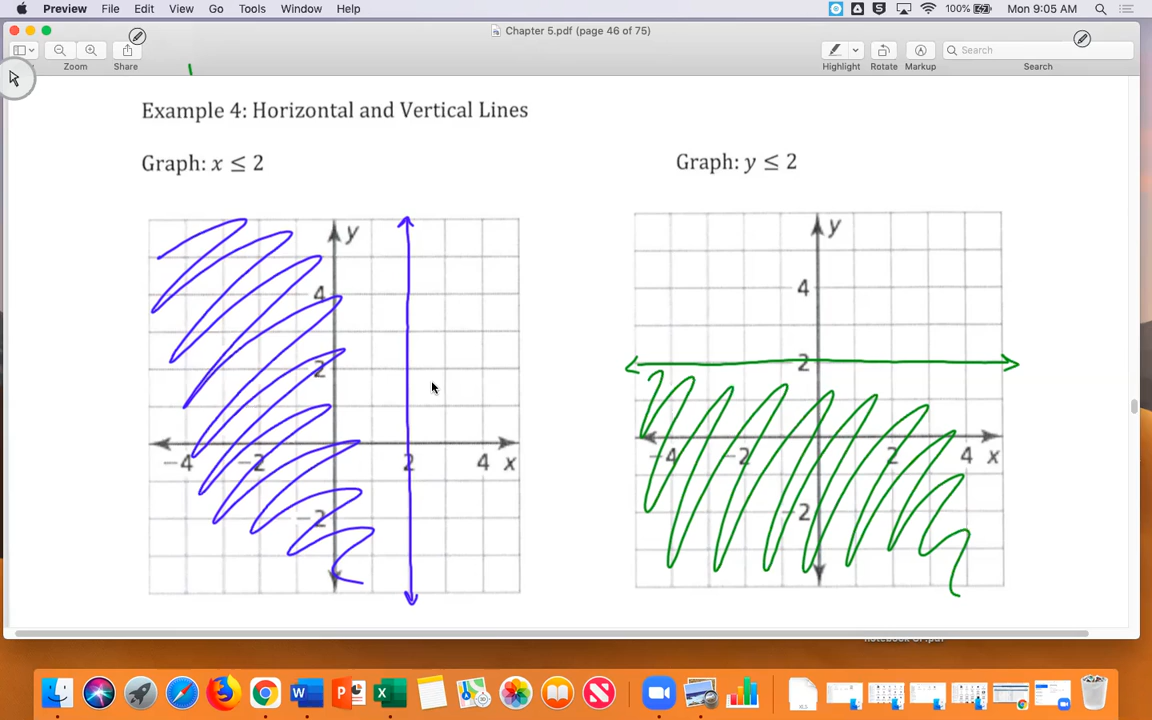 Preview File Edit View Go Tools Window Help 100% Mon 9:05 AM
Chapter 5.pdf (page 46 of 75)
Search
Zoom Share Highlight Rotate Markup Search
Example 4: Horizontal and Vertical Lines
Graph: x ≤ 2
Graph: y ≤ 2
y
4
2
-4 -2 2 4 x
-2
y
4
2
-4 -2 2 4 x
-2